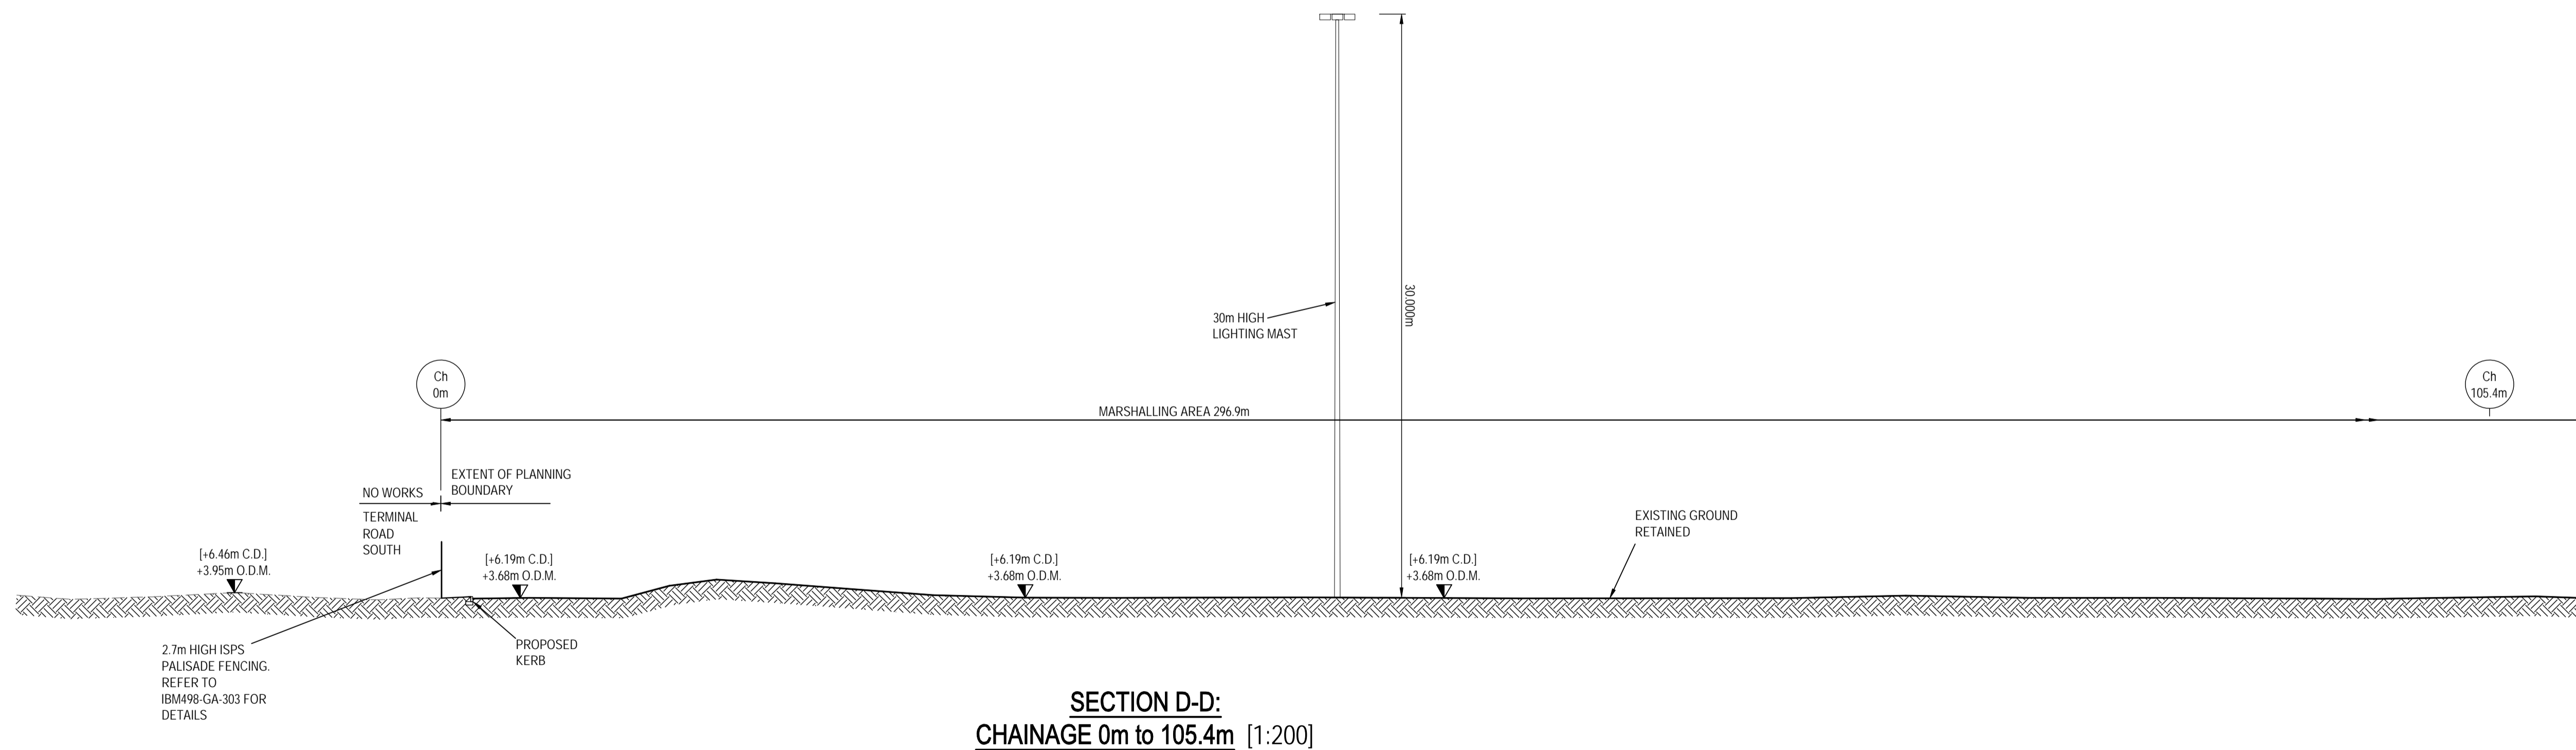 30.000m
30m HIGH
LIGHTING MAST
Ch
0m
Ch
105.4m
MARSHALLING AREA 296.9m
NO WORKS
EXTENT OF PLANNING
BOUNDARY
TERMINAL
ROAD
SOUTH
EXISTING GROUND
RETAINED
[+6.46m C.D.]
+3.95m O.D.M.
[+6.19m C.D.]
+3.68m O.D.M.
[+6.19m C.D.]
+3.68m O.D.M.
[+6.19m C.D.]
+3.68m O.D.M.
2.7m HIGH ISPS
PALISADE FENCING.
REFER TO
IBM498-GA-303 FOR
DETAILS
PROPOSED
KERB
SECTION D-D:
CHAINAGE 0m to 105.4m [1:200]